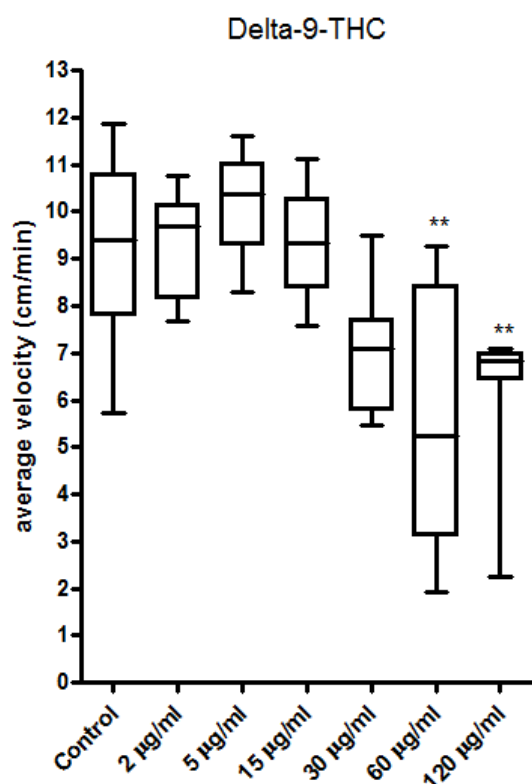 Delta-9-THC
average velocity (cm/min)
13
12
11
10
9
8
7
6
5
4
3
2
1
0
**
**
Control
2 µg/ml
5 µg/ml
15 µg/ml
30 µg/ml
60 µg/ml
120 µg/ml